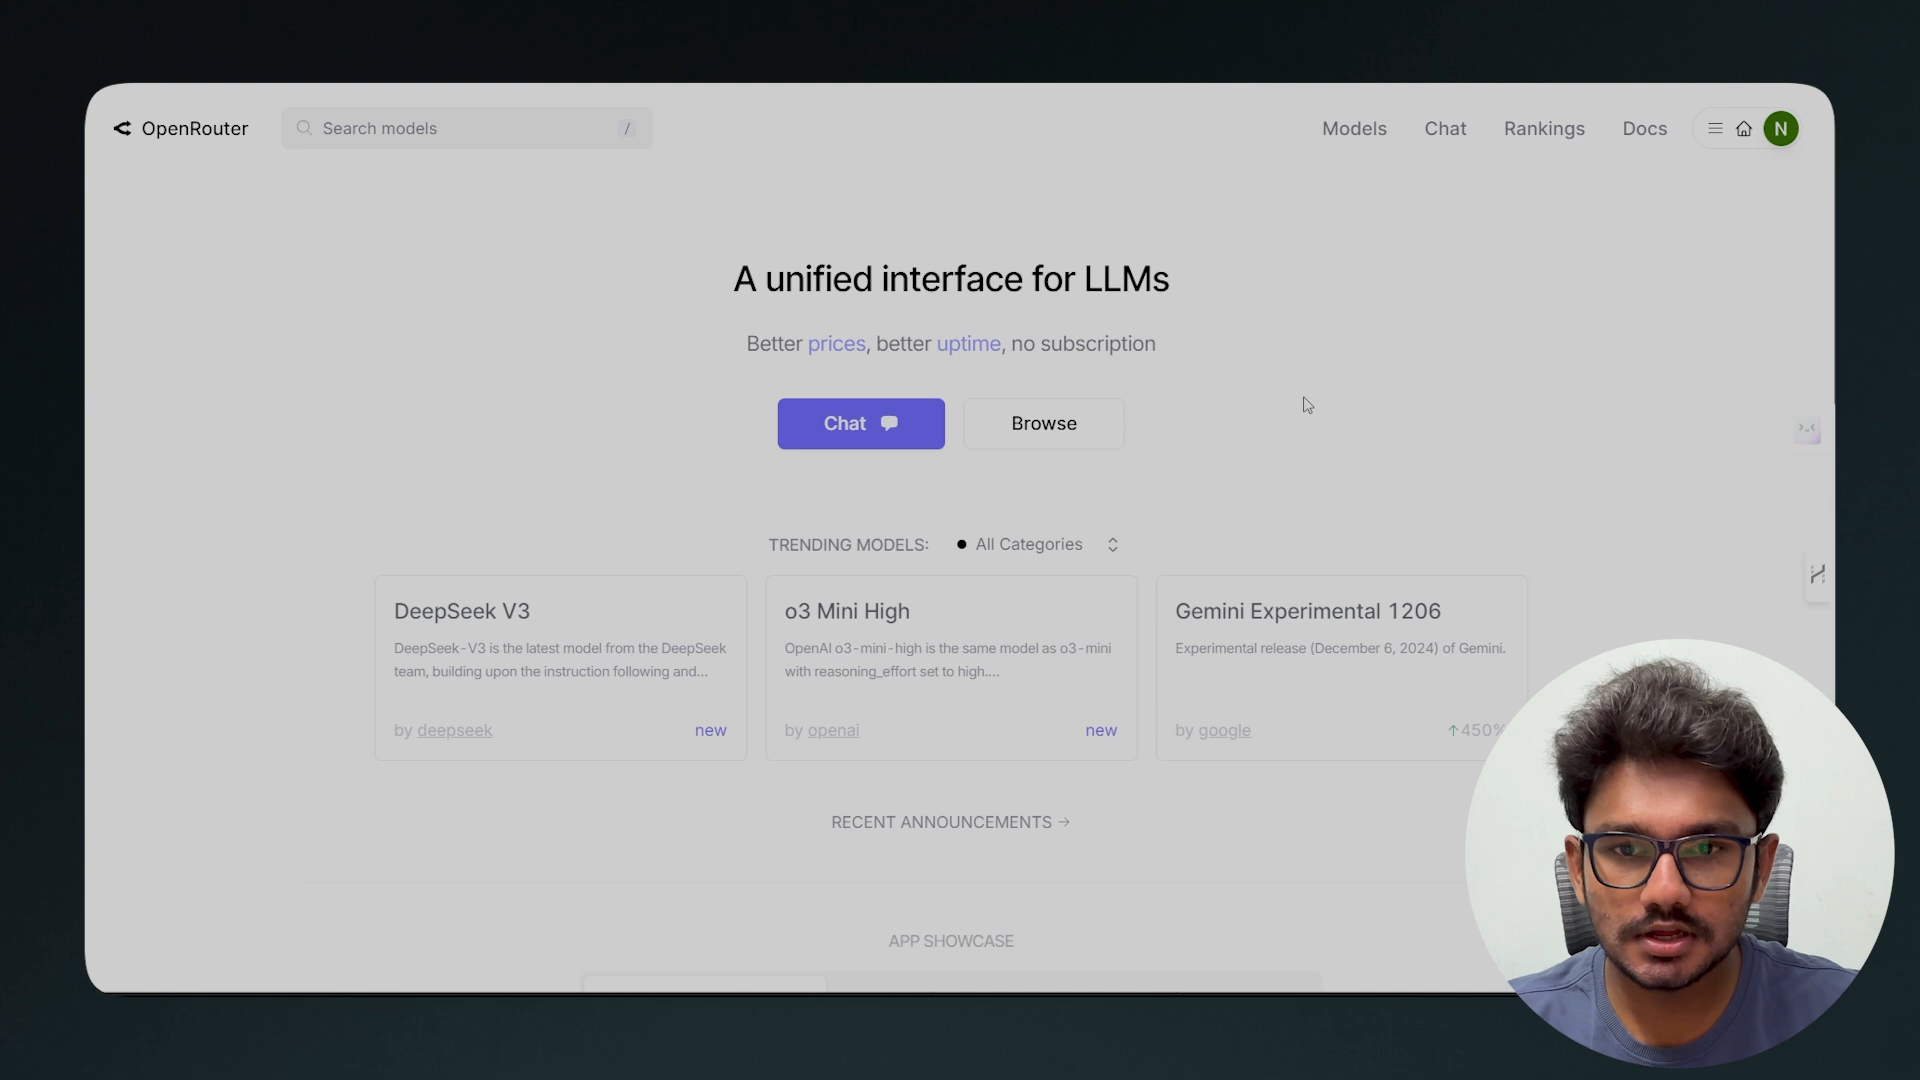 OpenRouter
Search models
/
Models
Chat
Rankings
Docs
N
A unified interface for LLMs
Better prices, better uptime, no subscription
Chat
Browse
TRENDING MODELS:
All Categories
DeepSeek V3
DeepSeek-V3 is the latest model from the DeepSeek
team, building upon the instruction following and...
by deepseek
new
o3 Mini High
OpenAI o3-mini-high is the same model as o3-mini
with reasoning_effort set to high....
by openai
new
Gemini Experimental 1206
Experimental release (December 6, 2024) of Gemini.
by google
↑450%
RECENT ANNOUNCEMENTS →
APP SHOWCASE